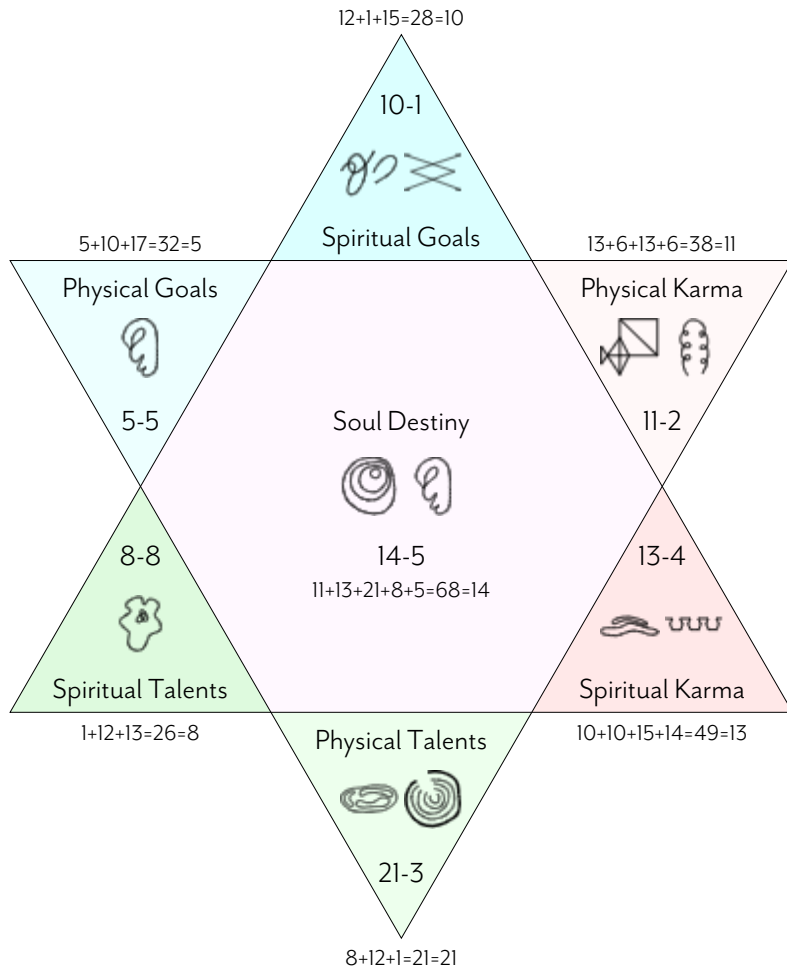 12+1+15=28=10
10-1
Spiritual Goals
5+10+17=32=5
Physical Goals
5-5
13+6+13+6=38=11
Physical Karma
11-2
Soul Destiny
14-5
11+13+21+8+5=68=14
8-8
Spiritual Talents
1+12+13=26=8
13-4
Spiritual Karma
10+10+15+14=49=13
Physical Talents
21-3
8+12+1=21=21